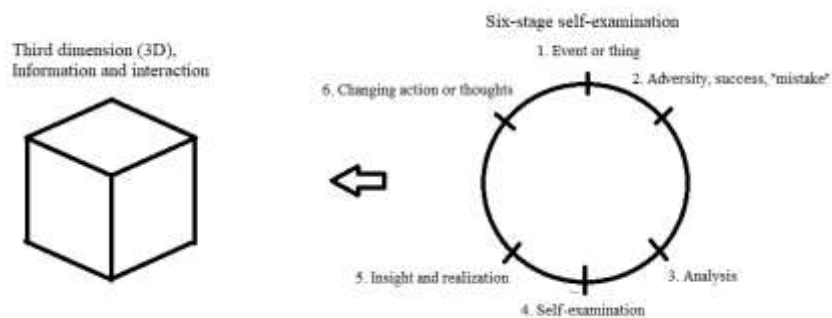 Six-stage self-examination
Third dimension (3D),
Information and interaction
1. Event or thing
2. Adversity, success, "mistake"
6. Changing action or thoughts
5. Insight and realization
3. Analysis
4. Self-examination